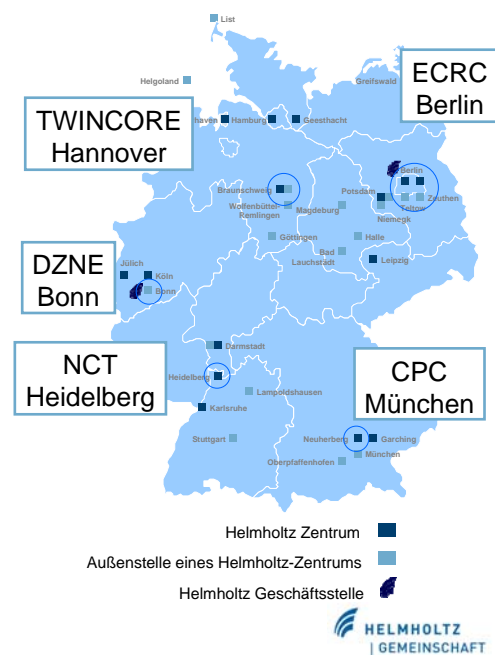 List
Helgoland
Greifswald
ECRC
Berlin
TWINCORE
Hannover
haven
Hamburg
Geesthacht
Berlin
Braunschweig
Potsdam
Zeuthen
Wolfenbüttel-
Remlingen
Magdeburg
Teltow
Niemegk
Göttingen
Halle
Bad
Lauchstädt
Leipzig
DZNE
Bonn
Jülich
Köln
Bonn
Darmstadt
NCT
Heidelberg
Heidelberg
CPC
München
Lampoldshausen
Karlsruhe
Stuttgart
Neuherberg
Garching
München
Oberpfaffenhofen
Helmholtz Zentrum
Außenstelle eines Helmholtz-Zentrums
Helmholtz Geschäftsstelle
HELMHOLTZ
| GEMEINSCHAFT